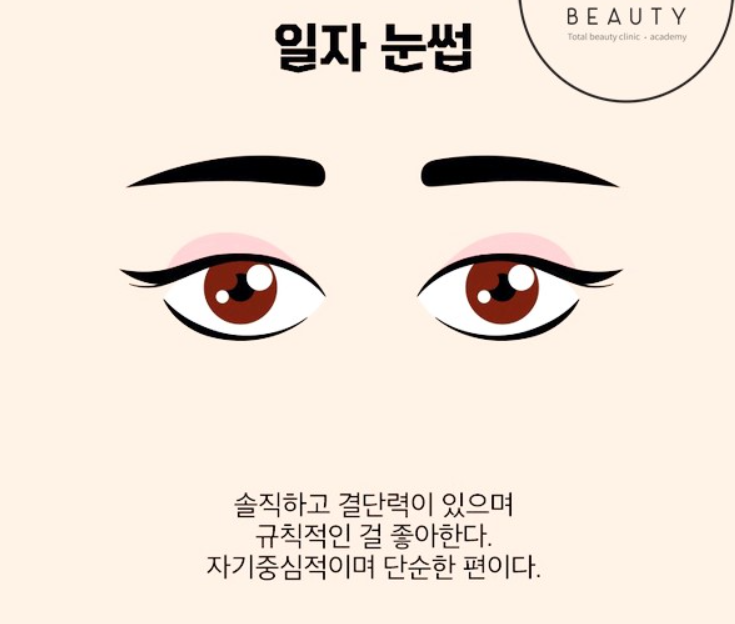 BEAUTY
Total beauty clinic • academy
일자 눈썹
솔직하고 결단력이 있으며
규칙적인 걸 좋아한다.
자기중심적이며 단순한 편이다.